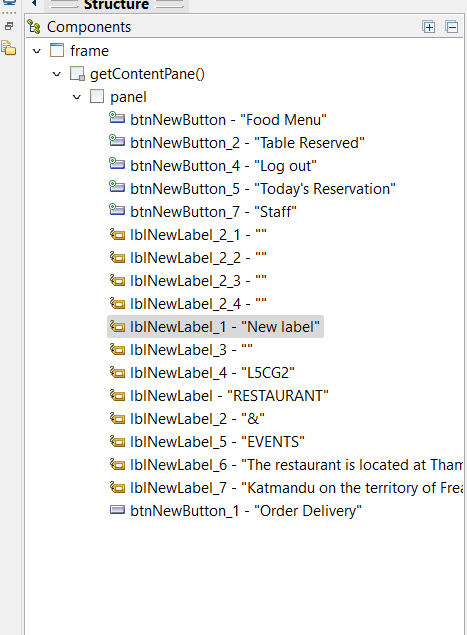 Structure
Components
frame
getContentPane()
panel
btnNewButton - "Food Menu"
btnNewButton_2 - "Table Reserved"
btnNewButton_4 - "Log out"
btnNewButton_5 - "Today's Reservation"
btnNewButton_7 - "Staff"
lblNewLabel_2_1 - ""
lblNewLabel_2_2 - ""
lblNewLabel_2_3 - ""
lblNewLabel_2_4 - ""
lblNewLabel_1 - "New label"
lblNewLabel_3 - ""
lblNewLabel_4 - "L5CG2"
lblNewLabel - "RESTAURANT"
lblNewLabel_2 - "&"
lblNewLabel_5 - "EVENTS"
lblNewLabel_6 - "The restaurant is located at Tham
lblNewLabel_7 - "Katmandu on the territory of Frea
btnNewButton_1 - "Order Delivery"